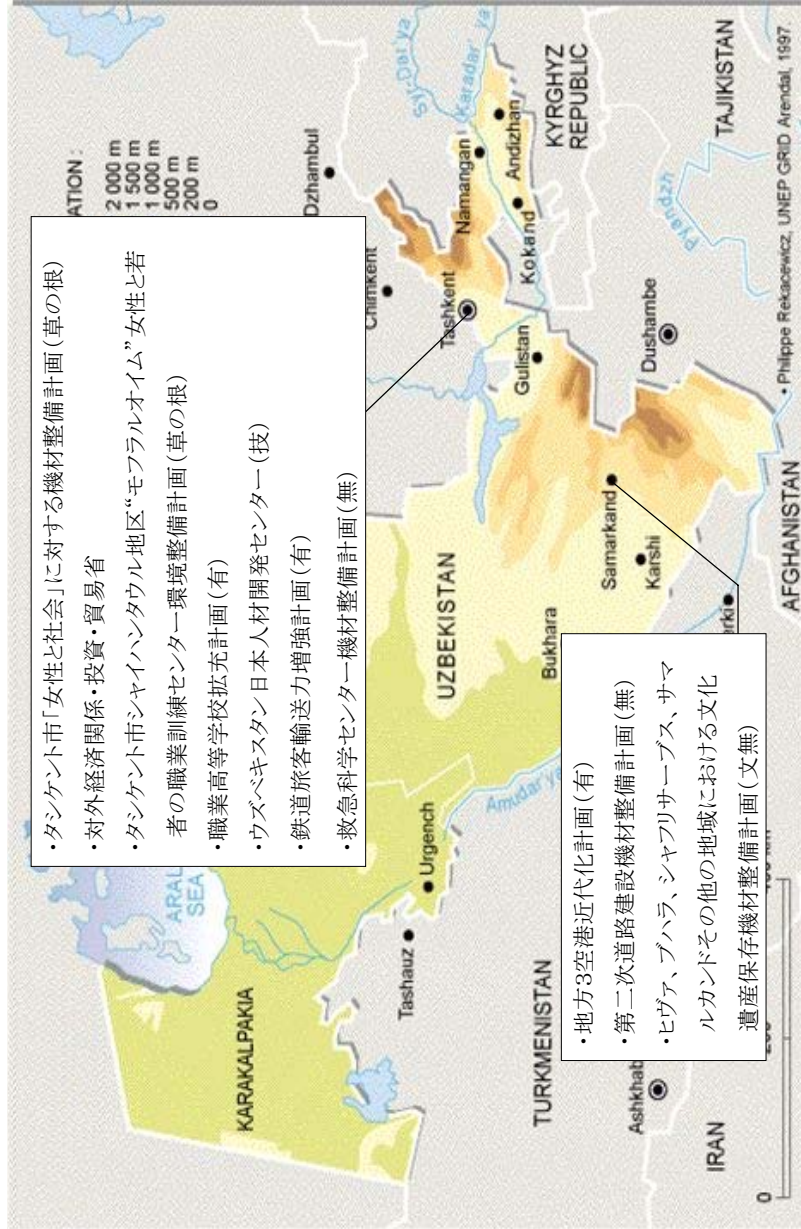 ATION :
2 000 m
1 500 m
1 000 m
500 m
200 m
0
・タシケント市「女性と社会」に対する機材整備計画(草の根)
・対外経済関係・投資・貿易省
・タシケント市シャイハンタウル地区“モフラルオイム”女性と若
者の職業訓練センター環境整備計画(草の根)
・職業高等学校拡充計画(有)
・ウズベキスタン日本人材開発センター(技)
・鉄道旅客輸送力増強計画(有)
・救急科学センター機材整備計画(無)
ARAL
SEA
KARAKALPAKIA
Tashauz
Urgench
Amudar'ya
UZBEKISTAN
Bukhara
Samarkand
Karshi
Gulistan
Tashkent
Chimkent
Dzhambul
Syr-Dar'ya
(Karadar' ya)
Namangan
Andizhan
Kokand
KYRGHYZ
REPUBLIC
TAJIKISTAN
Dushambe
Pyandzh
AFGHANISTAN
erki
TURKMENISTAN
Ashkhab
IRAN
・地方3空港近代化計画(有)
・第二次道路建設機材整備計画(無)
・ヒヴァ、ブハラ、シャフリサーブス、サマ
ルカンドその他の地域における文化
遺産保存機材整備計画(文無)
0
Philippe Rekacewicz, UNEP GRID Arendal, 1997.